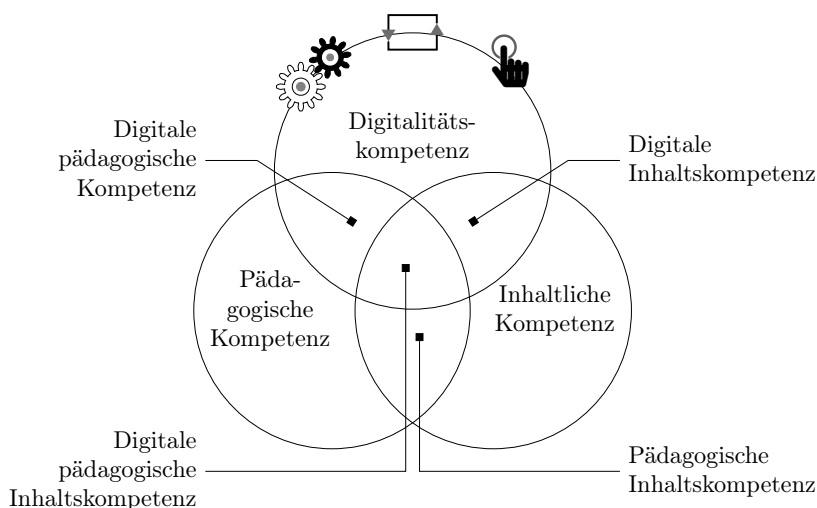 Digitalitäts-
kompetenz
Digitale
pädagogische
Kompetenz
Digitale
Inhaltskompetenz
Päda-
gogische
Kompetenz
Inhaltliche
Kompetenz
Digitale
pädagogische
Inhaltskompetenz
Pädagogische
Inhaltskompetenz